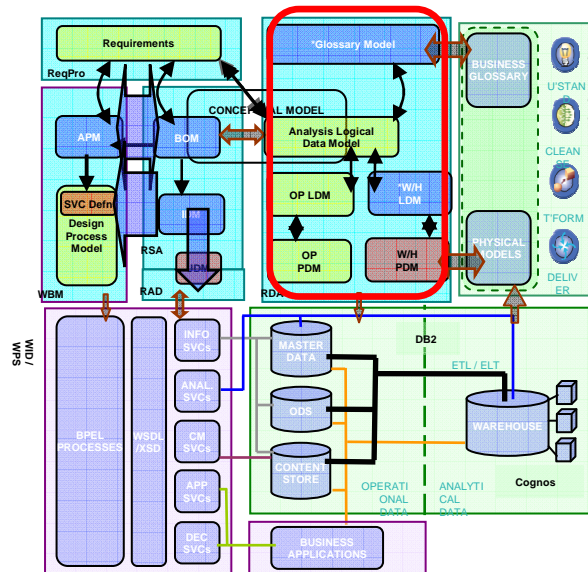 Requirements
*Glossary Model
BUSINESS
GLOSSARY
ReqPro
U'STAN
D
CONCEPTUAL MODEL
APM
BOM
Analysis Logical
Data Model
CLEAN
SE
SVC Defn
Design
Process
Model
OP LDM
*W/H
LDM
T'FORM
RSA
OP
PDM
W/H
PDM
PHYSICAL
MODELS
DELIV
ER
WBM
RAD
WID /
WPS
INFO
SVCs
MASTER
DATA
DB2
ETL / ELT
ANAL.
SVCs
ODS
BPEL
PROCESSES
WSDL
/XSD
WAREHOUSE
CM
SVCs
CONTENT
STORE
Cognos
APP
SVCs
OPERATI
ONAL
DATA
ANALYTI
CAL DATA
DEC
SVCs
BUSINESS
APPLICATIONS